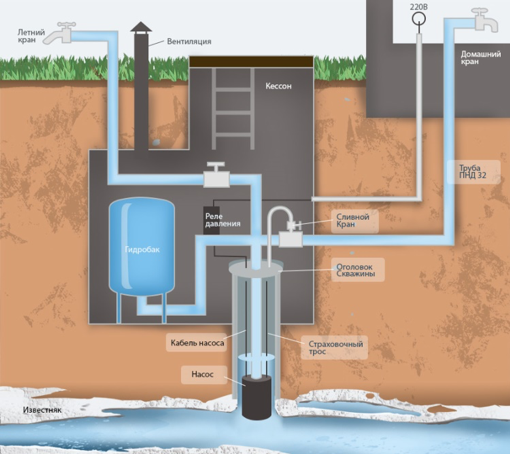 220В
Летний
кран
Вентиляция
Домашний
кран
Кессон
Труба
ПНД 32
Реле
давления
Сливной
Кран
Гидробак
Оголовок
Скважины
Кабель насоса
Страховочный
трос
Насос
Известняк